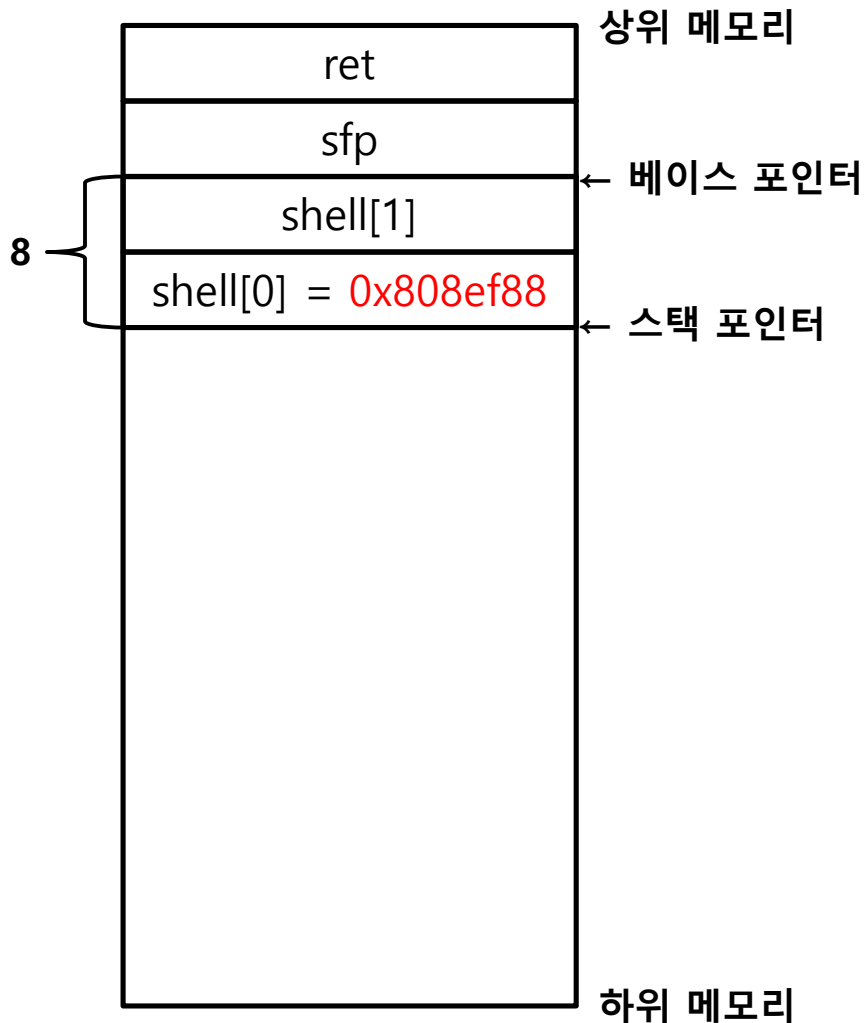 상위 메모리
ret
sfp
← 베이스 포인터
shell[1]
8
shell[0] = 0x808ef88
← 스택 포인터
하위 메모리